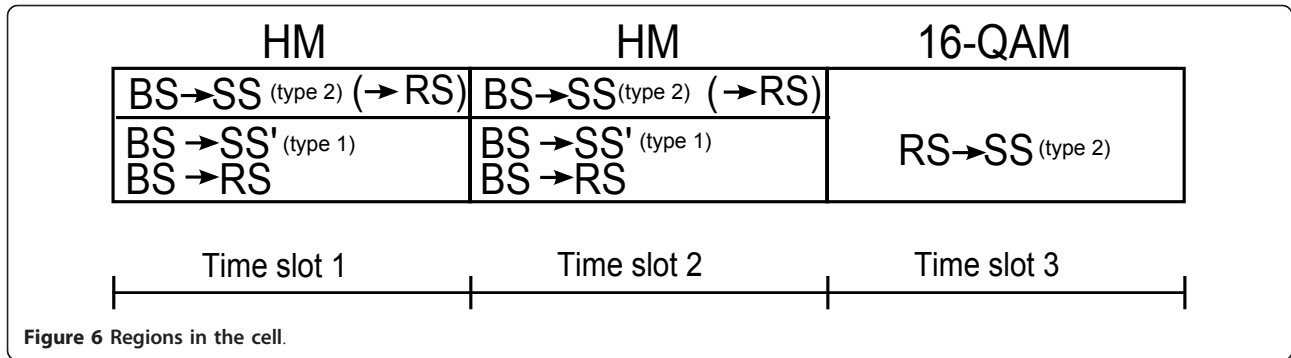 HM HM 16-QAM
BS→SS (type 2) (→RS) BS→SS(type 2) (→RS)
BS →SS' (type 1) BS →SS' (type 1) RS→SS (type 2)
BS →RS BS →RS
Time slot 1 Time slot 2 Time slot 3
Figure 6 Regions in the cell.